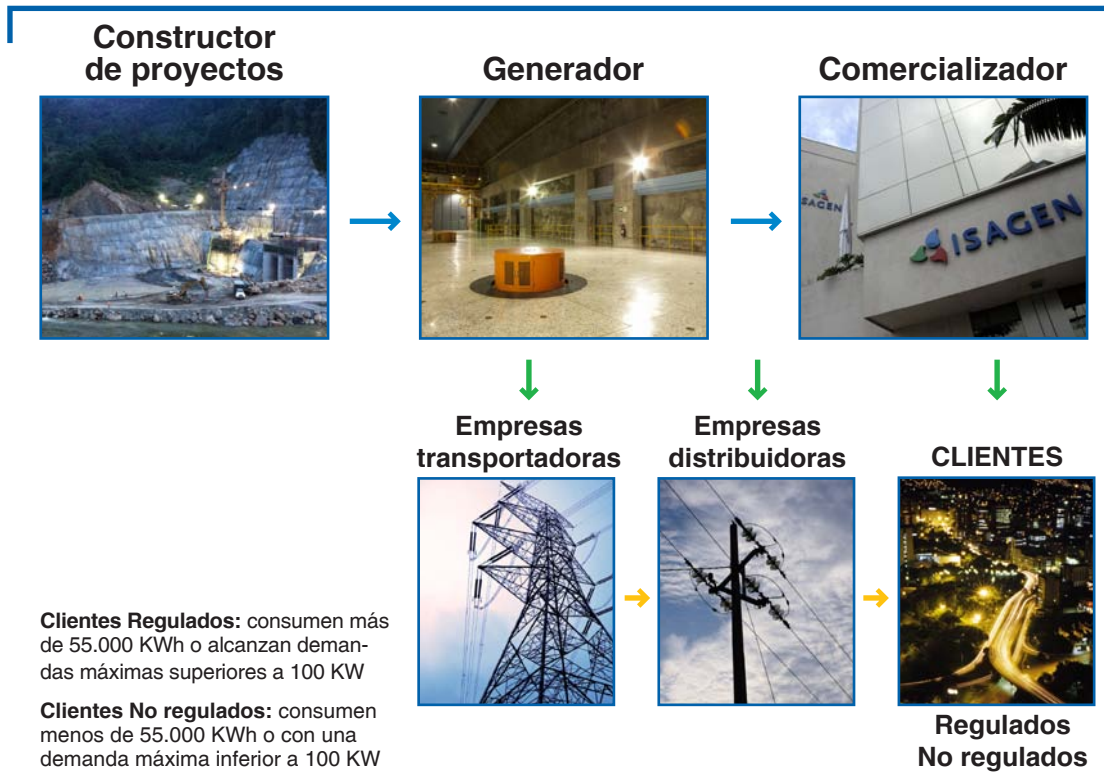 Constructor
de proyectos
Generador
Comercializador
ISAGEN
ISAGEN
Empresas
transportadoras
Empresas
distribuidoras
CLIENTES
Clientes Regulados: consumen más
de 55.000 KWh o alcanzan deman-
das máximas superiores a 100 KW
Clientes No regulados: consumen
menos de 55.000 KWh o con una
demanda máxima inferior a 100 KW
Regulados
No regulados